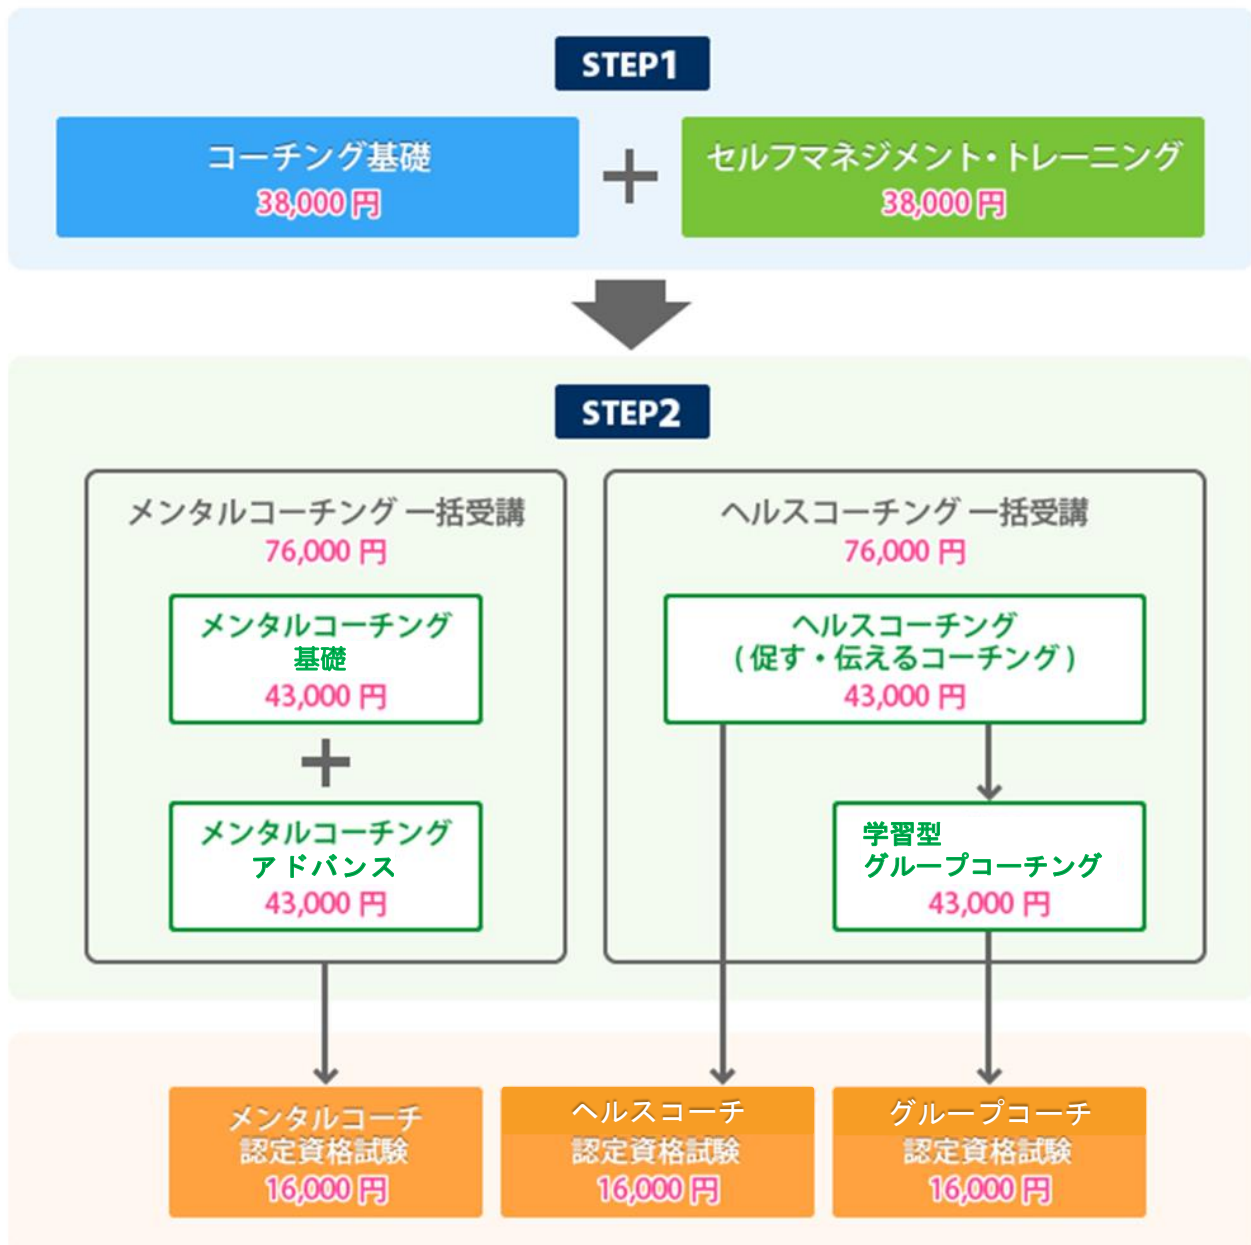 STEP1
コーチング基礎
38,000 円
+
セルフマネジメント・トレーニング
38,000 円
STEP2
メンタルコーチング 一括受講
76,000 円
メンタルコーチング
基礎
43,000 円
+
メンタルコーチング
アドバンス
43,000 円
ヘルスコーチング 一括受講
76,000 円
ヘルスコーチング
( 促す・伝えるコーチング )
43,000 円
学習型
グループコーチング
43,000 円
メンタルコーチ
認定資格試験
16,000 円
ヘルスコーチ
認定資格試験
16,000 円
グループコーチ
認定資格試験
16,000 円